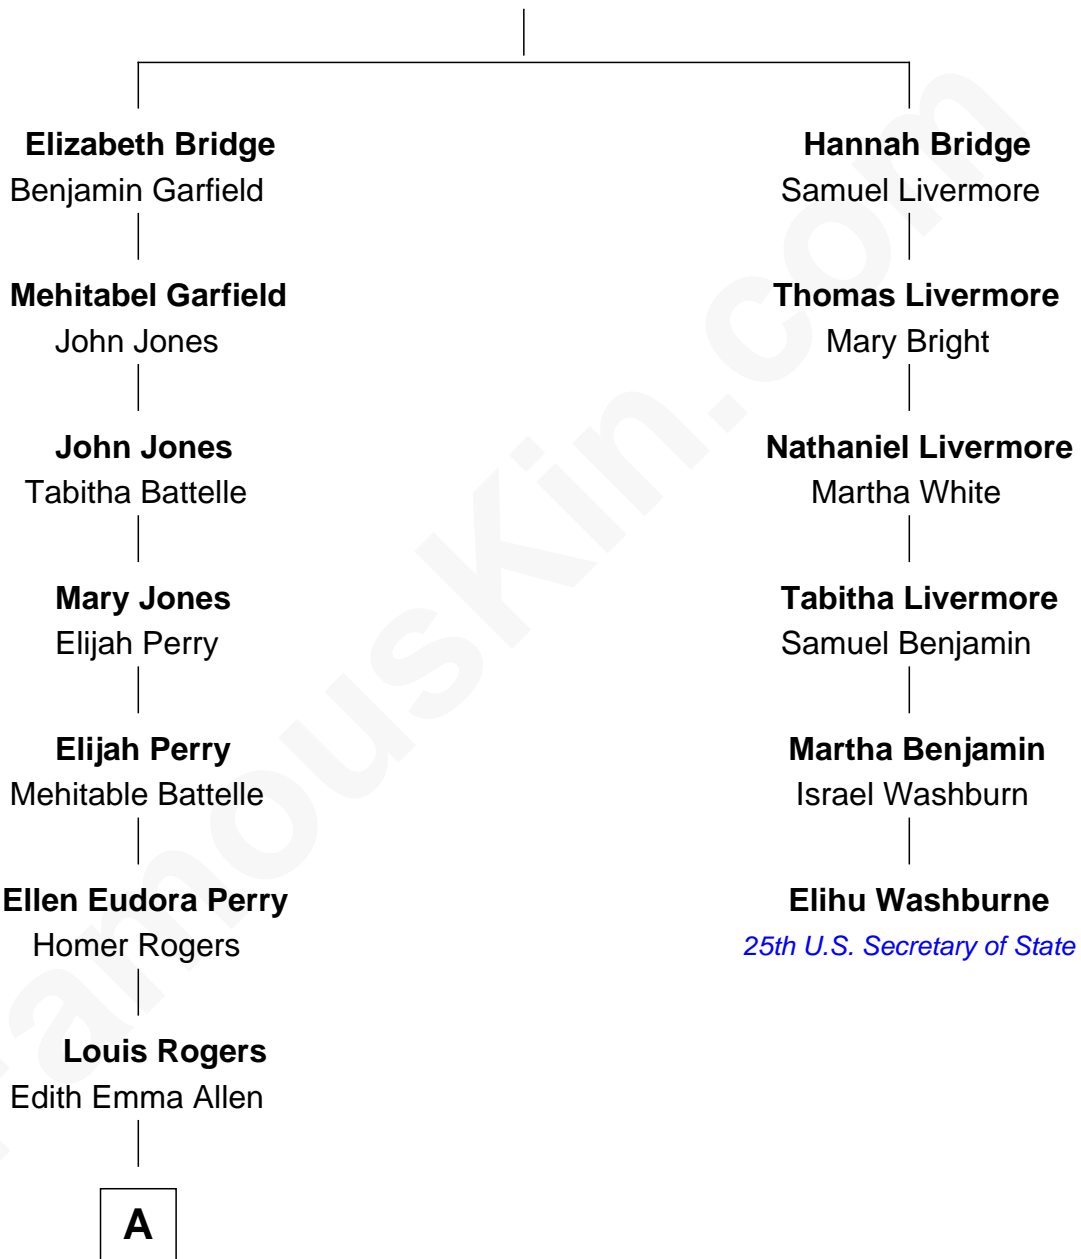 Elizabeth Bridge
Benjamin Garfield
Hannah Bridge
Samuel Livermore
Mehitabel Garfield
John Jones
Thomas Livermore
Mary Bright
John Jones
Tabitha Battelle
Nathaniel Livermore
Martha White
Mary Jones
Elijah Perry
Tabitha Livermore
Samuel Benjamin
Elijah Perry
Mehitable Battelle
Martha Benjamin
Israel Washburn
Ellen Eudora Perry
Homer Rogers
Elihu Washburne
25th U.S. Secretary of State
Louis Rogers
Edith Emma Allen
A
FamousKin.com